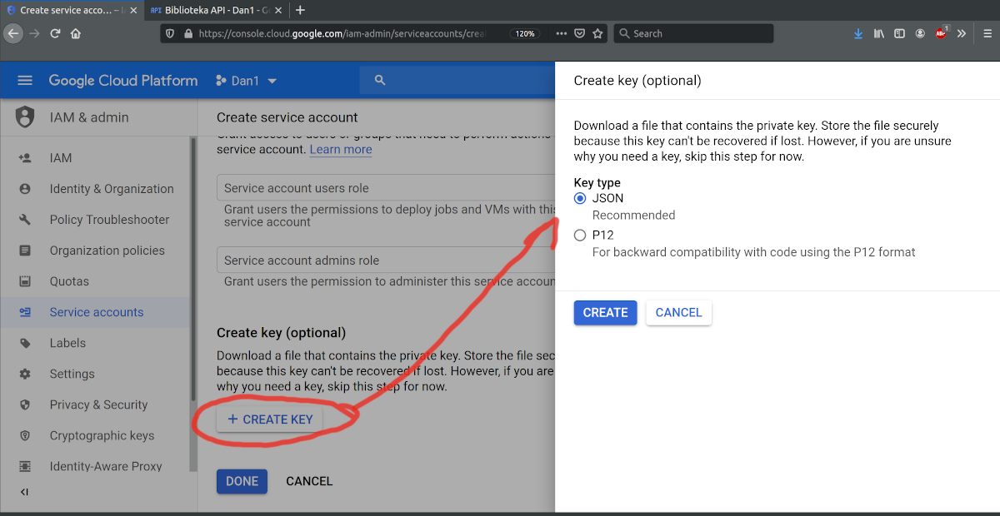 Create service acco… – I
API Biblioteka API - Dan1 - G
https://console.cloud.google.com/iam-admin/serviceaccounts/crea
120%
Search
ABP
1
Google Cloud Platform
Dan1
IAM & admin
IAM
Identity & Organization
Policy Troubleshooter
Organization policies
Quotas
Service accounts
Labels
Settings
Privacy & Security
Cryptographic keys
Identity-Aware Proxy
Create service account
Grant access to users or groups that need to perform actions
service account. Learn more
Service account users role
Grant users the permissions to deploy jobs and VMs with this
service account
Service account admins role
Grant users the permission to administer this service accoun
Create key (optional)
Download a file that contains the private key. Store the file sec
because this key can't be recovered if lost. However, if you are
why you need a key, skip this step for now.
+ CREATE KEY
DONE CANCEL
Create key (optional)
Download a file that contains the private key. Store the file securely
because this key can't be recovered if lost. However, if you are unsure
why you need a key, skip this step for now.
Key type
JSON
Recommended
P12
For backward compatibility with code using the P12 format
CREATE CANCEL